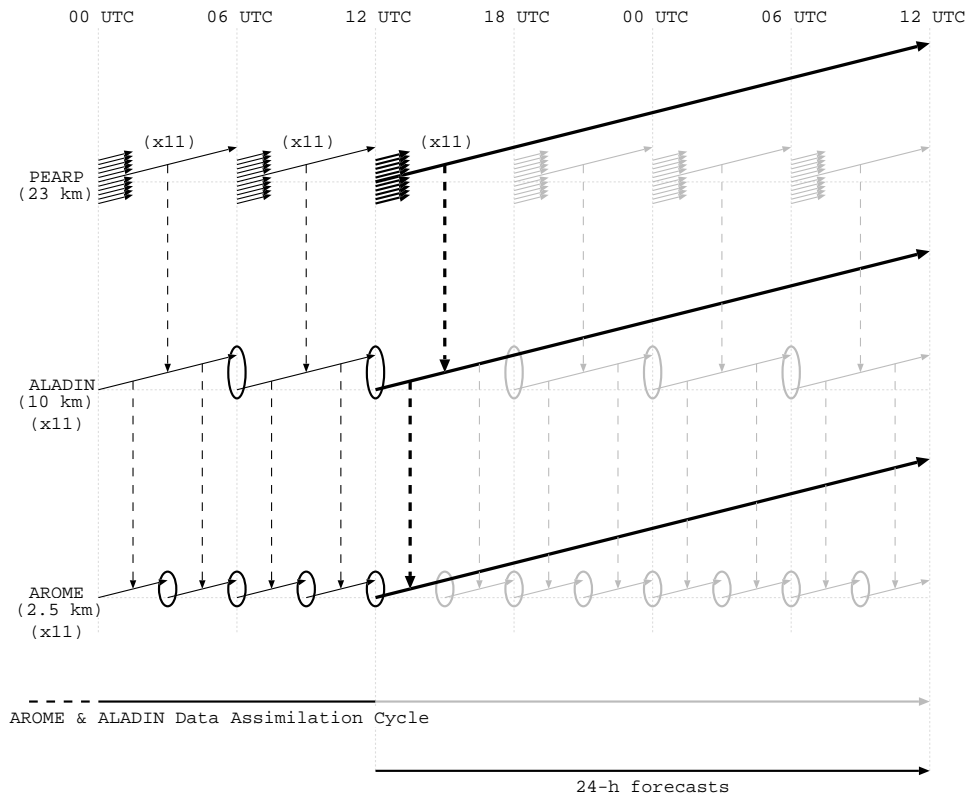 00 UTC 06 UTC 12 UTC 18 UTC 00 UTC 06 UTC 12 UTC
(x11) (x11) (x11)
PEARP
(23 km)
ALADIN
(10 km)
(x11)
AROME
(2.5 km)
(x11)
AROME & ALADIN Data Assimilation Cycle
24-h forecasts